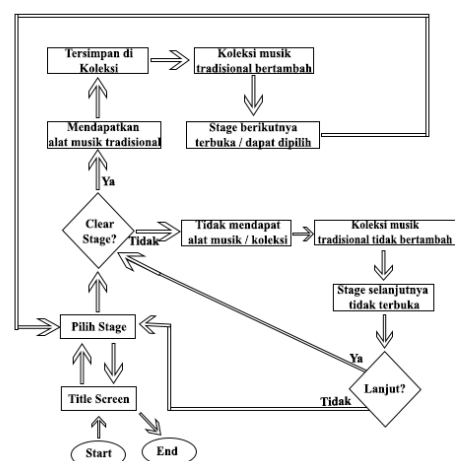 Tersimpan di
Koleksi
Koleksi musik
tradisional bertambah
Mendapatkan
alat musik tradisional
Stage berikutnya
terbuka / dapat dipilih
Ya
Clear
Stage?
Tidak
Tidak mendapat
alat musik / koleksi
Koleksi musik
tradisional tidak bertambah
Stage selanjutnya
tidak terbuka
Pilih Stage
Ya
Lanjut?
Tidak
Title Screen
Start
End